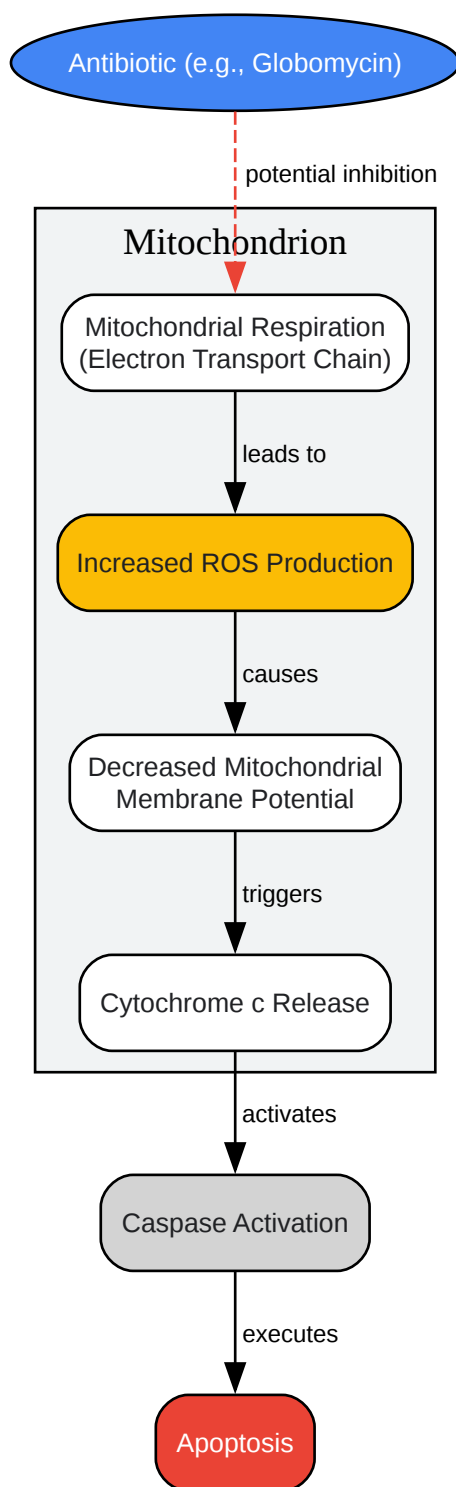 Antibiotic (e.g., Globomycin)
potential inhibition
Mitochondrion
Mitochondrial Respiration
(Electron Transport Chain)
leads to
Increased ROS Production
causes
Decreased Mitochondrial
Membrane Potential
triggers
Cytochrome c Release
activates
Caspase Activation
executes
Apoptosis